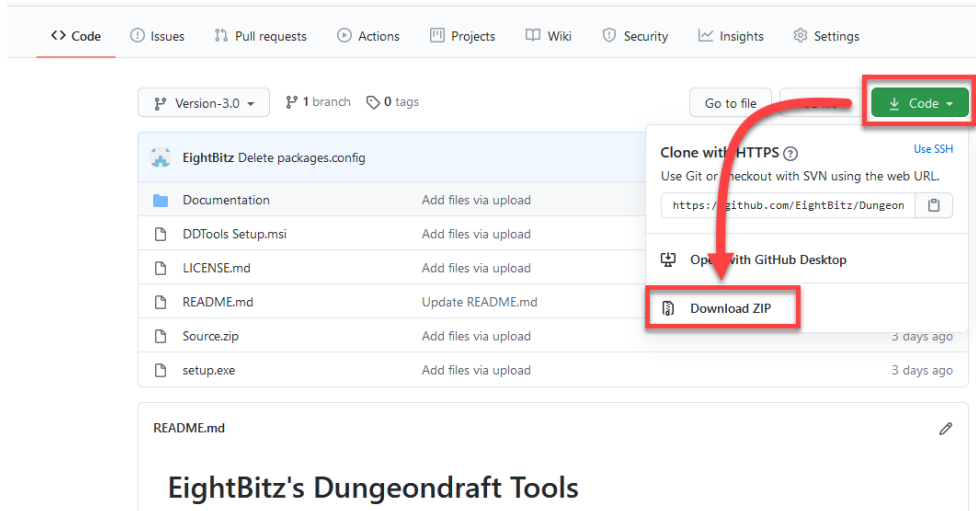 Code Issues Pull requests Actions Projects Wiki Security Insights Settings
Version-3.0 1 branch 0 tags Go to file Code
EightBitz Delete packages.config
Clone with HTTPS Use SSH
Use Git or checkout with SVN using the web URL.
https://github.com/EightBitz/Dungeon
Documentation Add files via upload
DDTools Setup.msi Add files via upload
LICENSE.md Add files via upload
Open with GitHub Desktop
README.md Update README.md
Download ZIP
Source.zip Add files via upload 3 days ago
setup.exe Add files via upload 3 days ago
README.md
EightBitz's Dungeondraft Tools